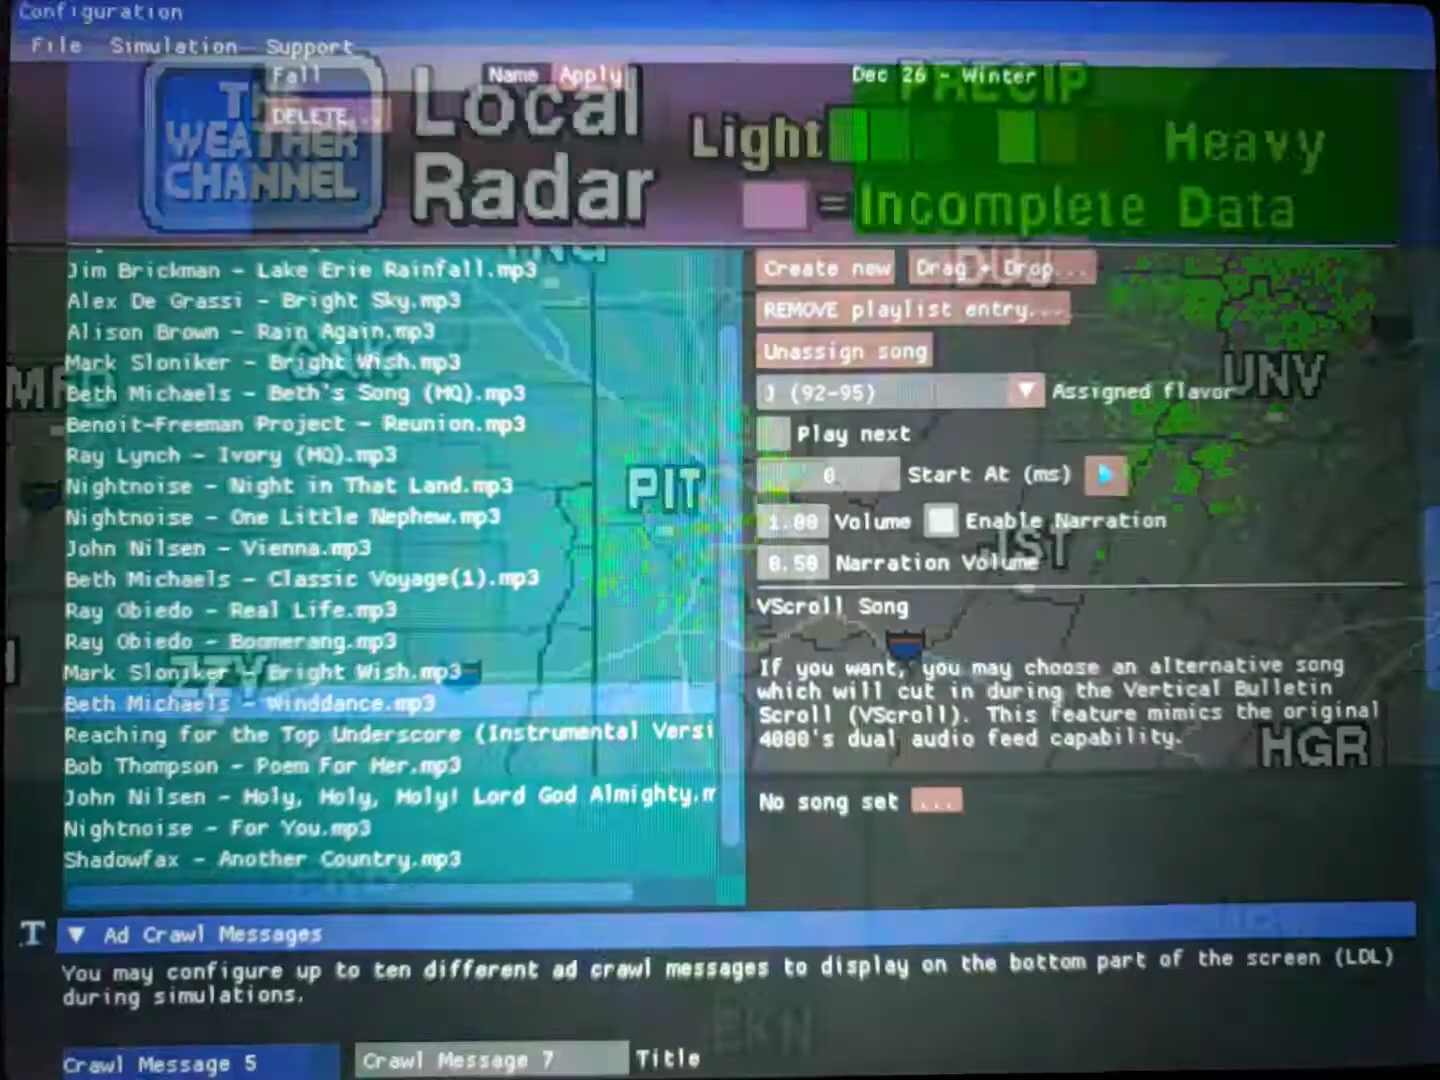 Configuration
File Simulation Support
Fall Name Apply Dec 26 - Winter
DELETE...
THE WEATHER CHANNEL
Local Radar
PRECIP
Light Heavy
= Incomplete Data
Jim Brickman - Lake Erie Rainfall.mp3
Alex De Grassi - Bright Sky.mp3
Alison Brown - Rain Again.mp3
Mark Sloniker - Bright Wish.mp3
Beth Michaels - Beth's Song (MQ).mp3
Benoit-Freeman Project - Reunion.mp3
Ray Lynch - Ivory (MQ).mp3
Nightnoise - Night in That Land.mp3
Nightnoise - One Little Nephew.mp3
John Nilsen - Vienna.mp3
Beth Michaels - Classic Voyage(1).mp3
Ray Obiedo - Real Life.mp3
Ray Obiedo - Boomerang.mp3
Mark Sloniker - Bright Wish.mp3
Beth Michaels - Winddance.mp3
Reaching for the Top Underscore (Instrumental Versi
Bob Thompson - Poem For Her.mp3
John Nilsen - Holy, Holy, Holy! Lord God Almighty.m
Nightnoise - For You.mp3
Shadowfax - Another Country.mp3
Create new Drag + Drop...
REMOVE playlist entry...
Unassign song
J (92-95) Assigned flavor
Play next
0 Start At (ms)
1.00 Volume Enable Narration
0.50 Narration Volume
VScroll Song
If you want, you may choose an alternative song
which will cut in during the Vertical Bulletin
Scroll (VScroll). This feature mimics the original
4000's dual audio feed capability.
No song set ...
DUJ
UNV
PIT
JST
ZZV
HGR
EKN
T Ad Crawl Messages
You may configure up to ten different ad crawl messages to display on the bottom part of the screen (LDL)
during simulations.
Crawl Message 5 Crawl Message 7 Title